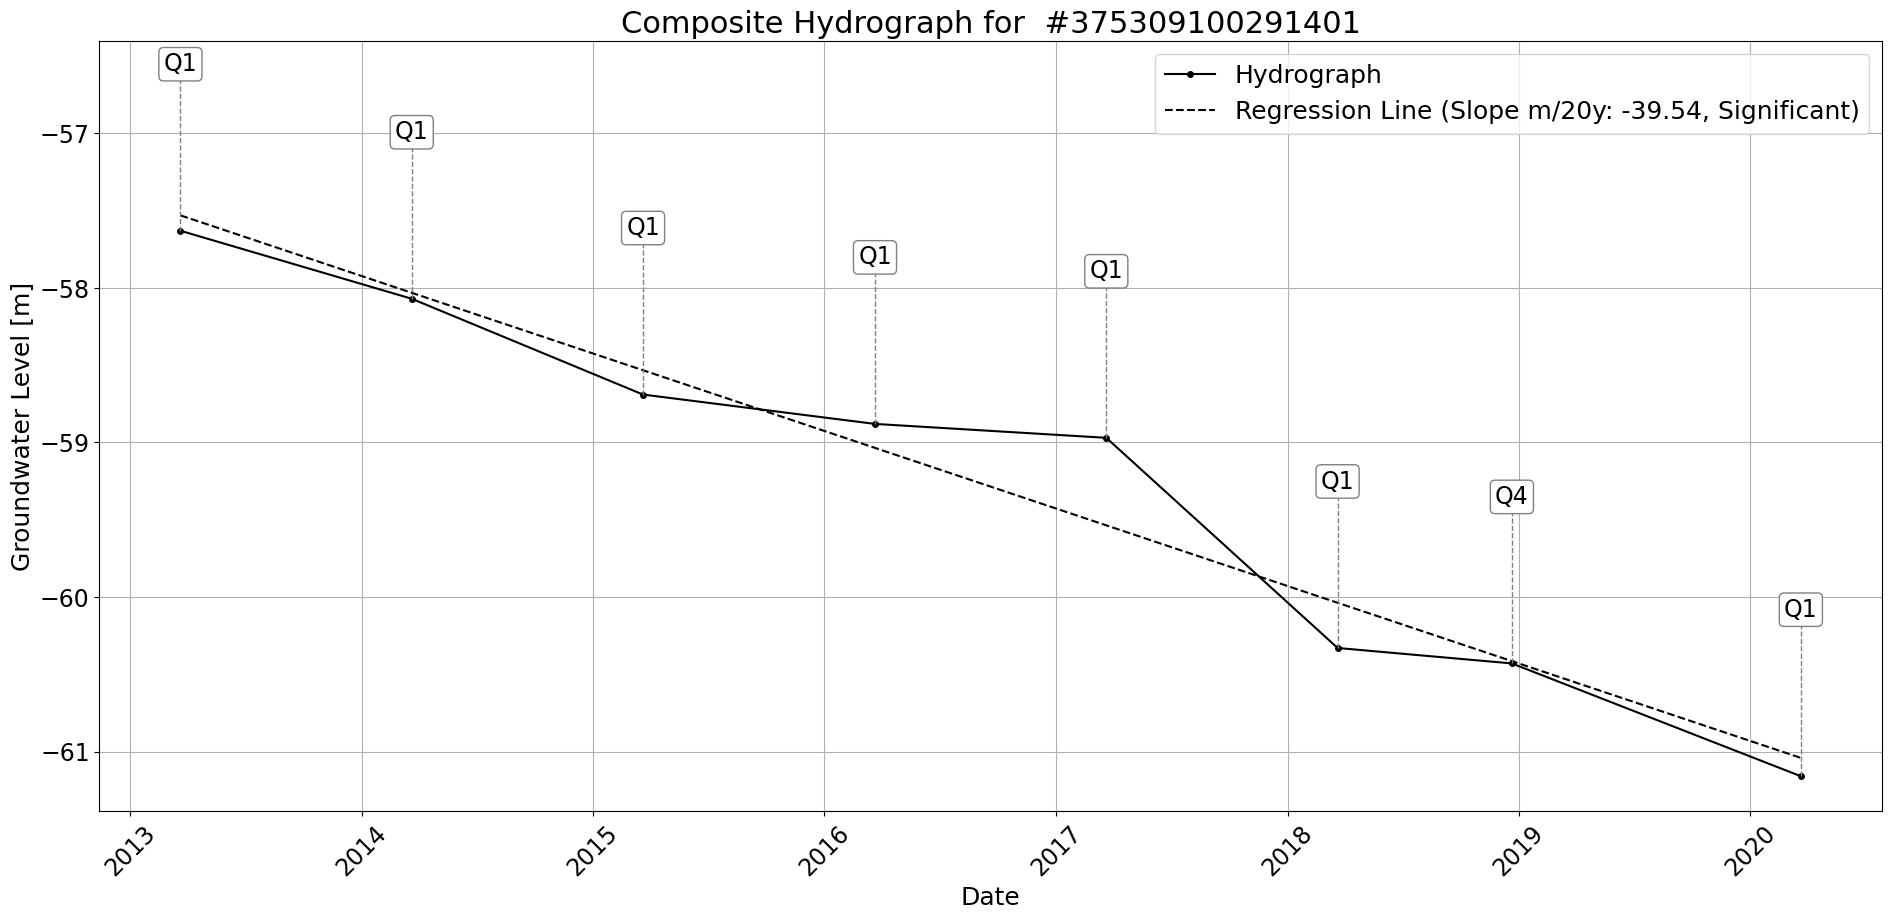 Composite Hydrograph for  #375309100291401
Hydrograph
Regression Line (Slope m/20y: -39.54, Significant)
Q1
Q1
Q1
Q1
Q1
Q1
Q4
Q1
Groundwater Level [m]
−57
−58
−59
−60
−61
2013
2014
2015
2016
2017
2018
2019
2020
Date